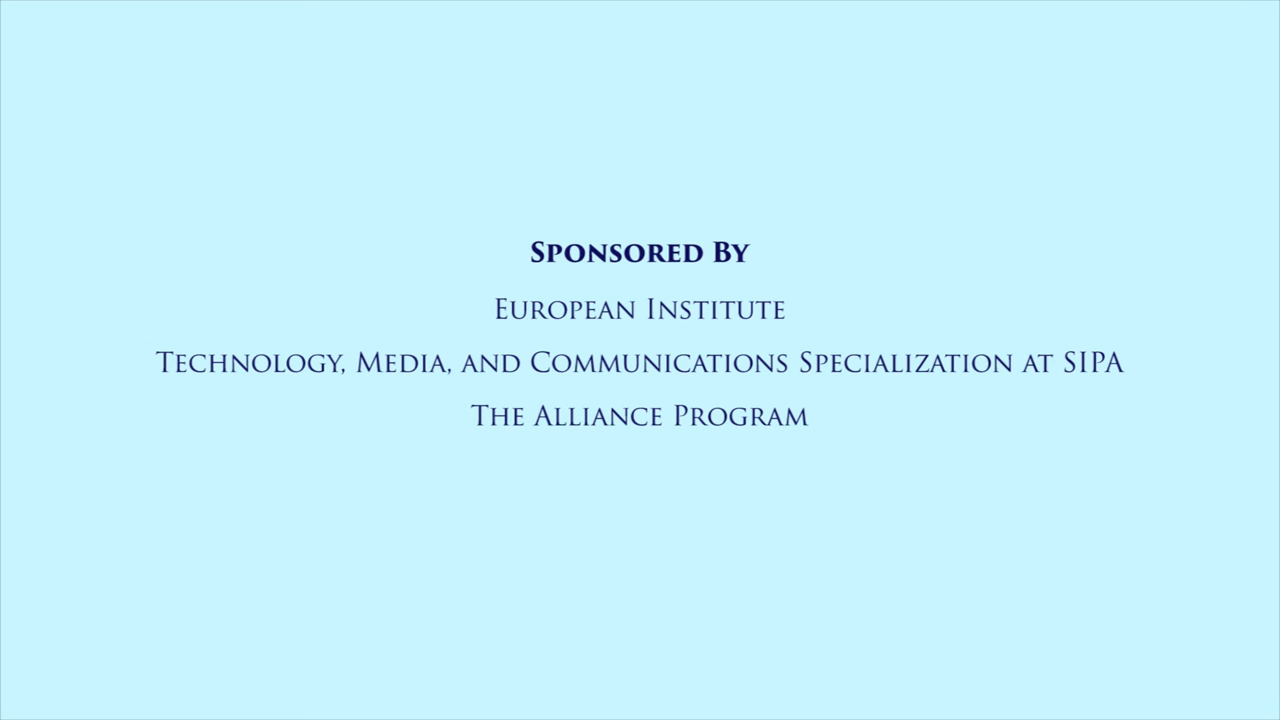 Sponsored By
European Institute
Technology, Media, and Communications Specialization at SIPA
The Alliance Program